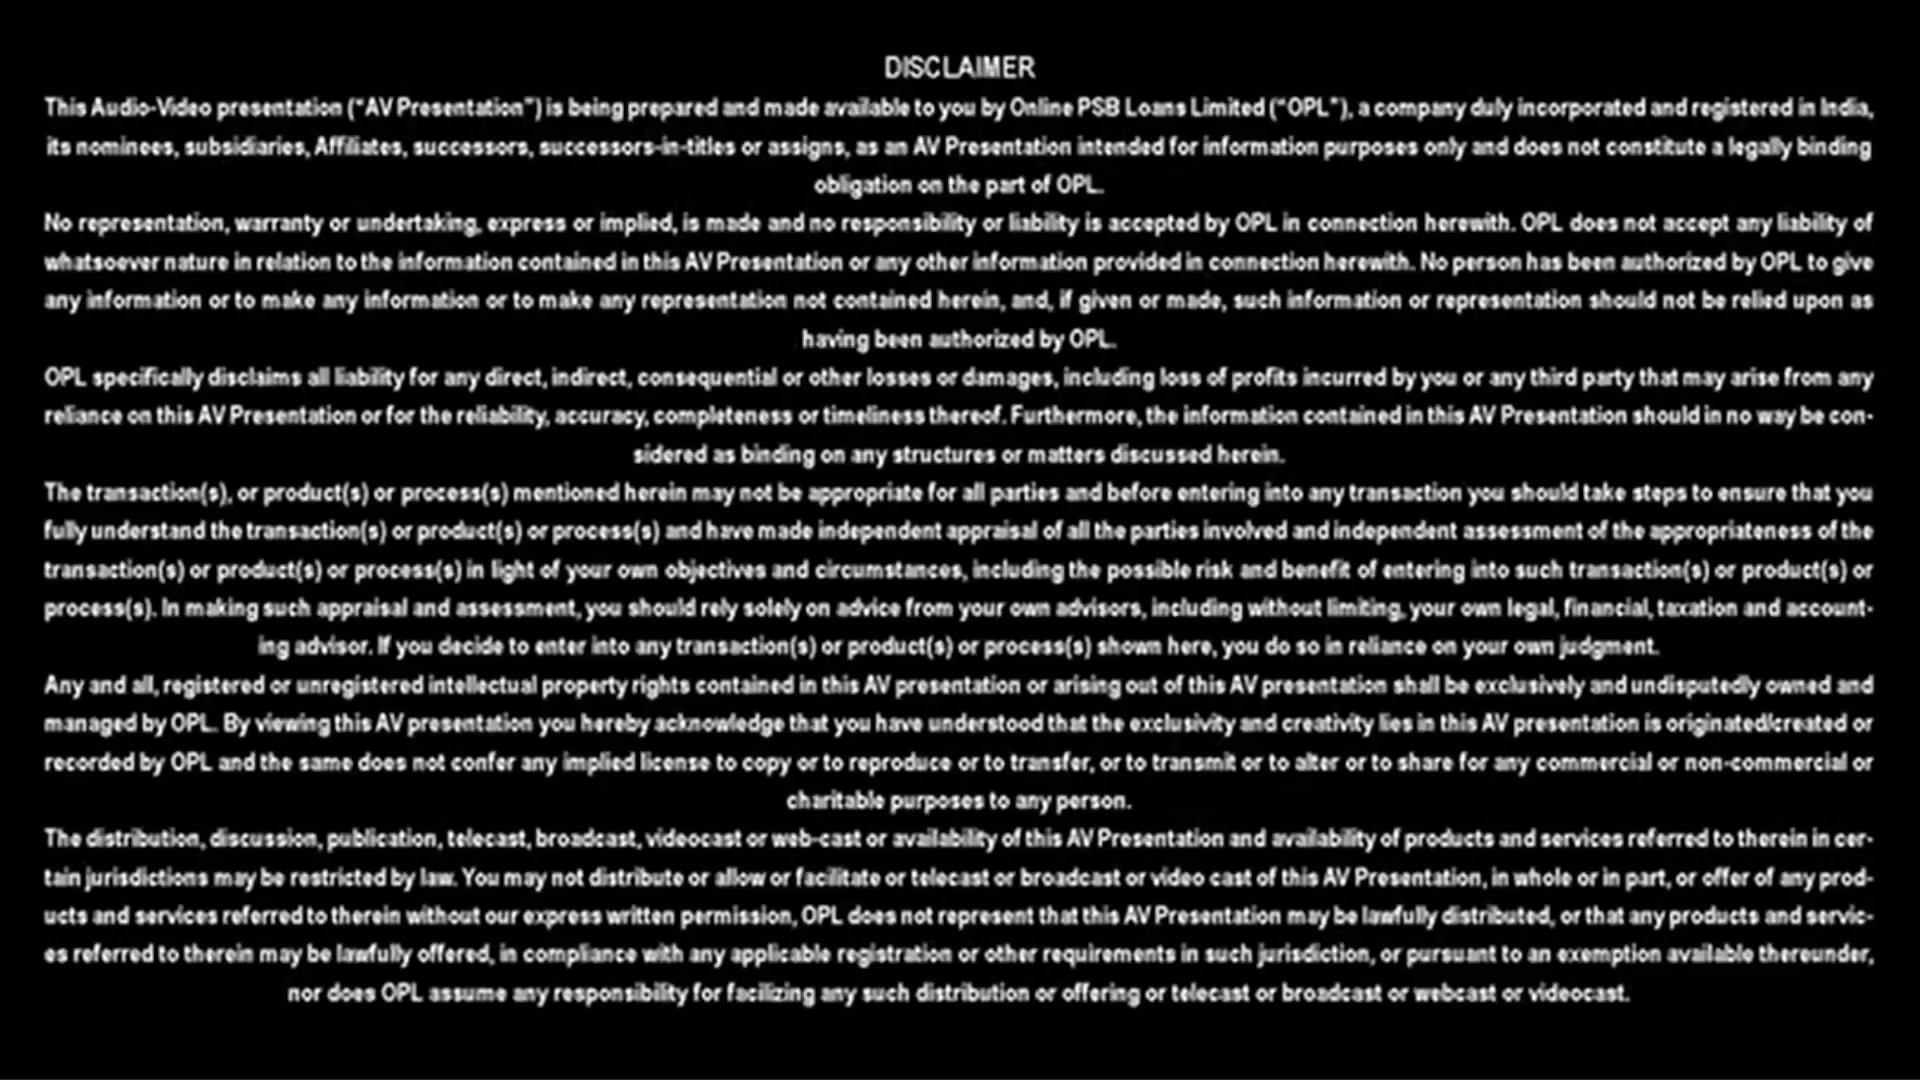 DISCLAIMER
This Audio-Video presentation ("AV Presentation") is being prepared and made available to you by Online PSB Loans Limited ("OPL"), a company duly incorporated and registered in India,
its nominees, subsidiaries, Affiliates, successors, successors-in-titles or assigns, as an AV Presentation intended for information purposes only and does not constitute a legally binding
obligation on the part of OPL.
No representation, warranty or undertaking, express or implied, is made and no responsibility or liability is accepted by OPL in connection herewith. OPL does not accept any liability of
whatsoever nature in relation to the information contained in this AV Presentation or any other information provided in connection herewith. No person has been authorized by OPL to give
any information or to make any information or to make any representation not contained herein, and, if given or made, such information or representation should not be relied upon as
having been authorized by OPL.
OPL specifically disclaims all liability for any direct, indirect, consequential or other losses or damages, including loss of profits incurred by you or any third party that may arise from any
reliance on this AV Presentation or for the reliability, accuracy, completeness or timeliness thereof. Furthermore, the information contained in this AV Presentation should in no way be con-
sidered as binding on any structures or matters discussed herein.
The transaction(s), or product(s) or process(s) mentioned herein may not be appropriate for all parties and before entering into any transaction you should take steps to ensure that you
fully understand the transaction(s) or product(s) or process(s) and have made independent appraisal of all the parties involved and independent assessment of the appropriateness of the
transaction(s) or product(s) or process(s) in light of your own objectives and circumstances, including the possible risk and benefit of entering into such transaction(s) or product(s) or
process(s). In making such appraisal and assessment, you should rely solely on advice from your own advisors, including without limiting, your own legal, financial, taxation and account-
ing advisor. If you decide to enter into any transaction(s) or product(s) or process(s) shown here, you do so in reliance on your own judgment.
Any and all, registered or unregistered intellectual property rights contained in this AV presentation or arising out of this AV presentation shall be exclusively and undisputedly owned and
managed by OPL. By viewing this AV presentation you hereby acknowledge that you have understood that the exclusivity and creativity lies in this AV presentation is originated/created or
recorded by OPL and the same does not confer any implied license to copy or to reproduce or to transfer, or to transmit or to alter or to share for any commercial or non-commercial or
charitable purposes to any person.
The distribution, discussion, publication, telecast, broadcast, videocast or web-cast or availability of this AV Presentation and availability of products and services referred to therein in cer-
tain jurisdictions may be restricted by law. You may not distribute or allow or facilitate or telecast or broadcast or video cast of this AV Presentation, in whole or in part, or offer of any prod-
ucts and services referred to therein without our express written permission, OPL does not represent that this AV Presentation may be lawfully distributed, or that any products and servic-
es referred to therein may be lawfully offered, in compliance with any applicable registration or other requirements in such jurisdiction, or pursuant to an exemption available thereunder,
nor does OPL assume any responsibility for facilizing any such distribution or offering or telecast or broadcast or webcast or videocast.